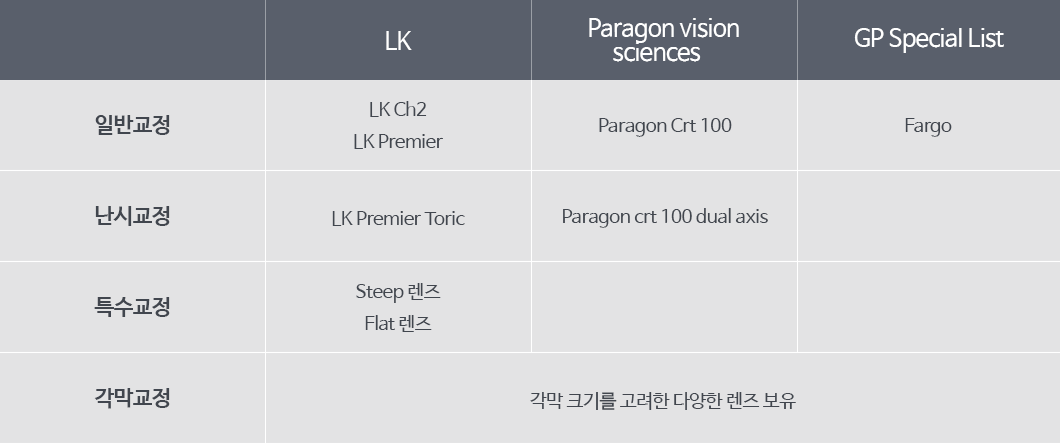 LK
Paragon vision
sciences
GP Special List
일반교정
LK Ch2
LK Premier
Paragon Crt 100
Fargo
난시교정
LK Premier Toric
Paragon crt 100 dual axis
특수교정
Steep 렌즈
Flat 렌즈
각막교정
각막 크기를 고려한 다양한 렌즈 보유